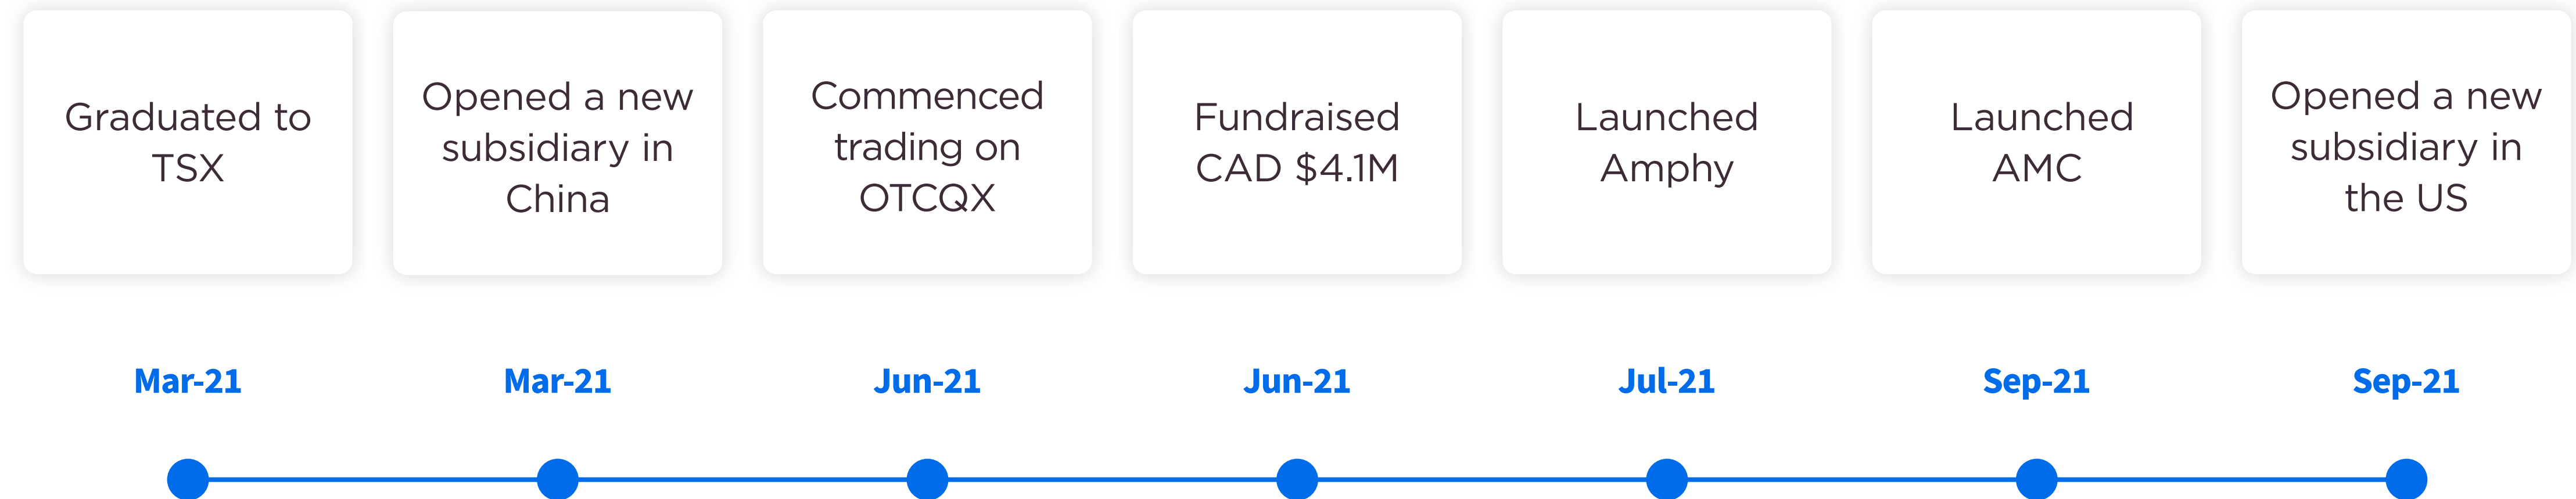 Graduated to
TSX
Opened a new
subsidiary in
China
Commenced
trading on
OTCQX
Fundraised
CAD $4.1M
Launched
Amphy
Launched
AMC
Opened a new
subsidiary in
the US
Mar-21
Mar-21
Jun-21
Jun-21
Jul-21
Sep-21
Sep-21